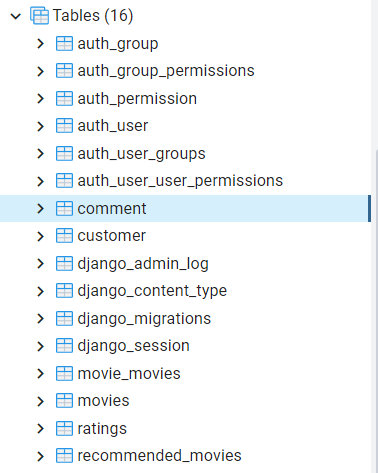 Tables (16)
auth_group
auth_group_permissions
auth_permission
auth_user
auth_user_groups
auth_user_user_permissions
comment
customer
django_admin_log
django_content_type
django_migrations
django_session
movie_movies
movies
ratings
recommended_movies